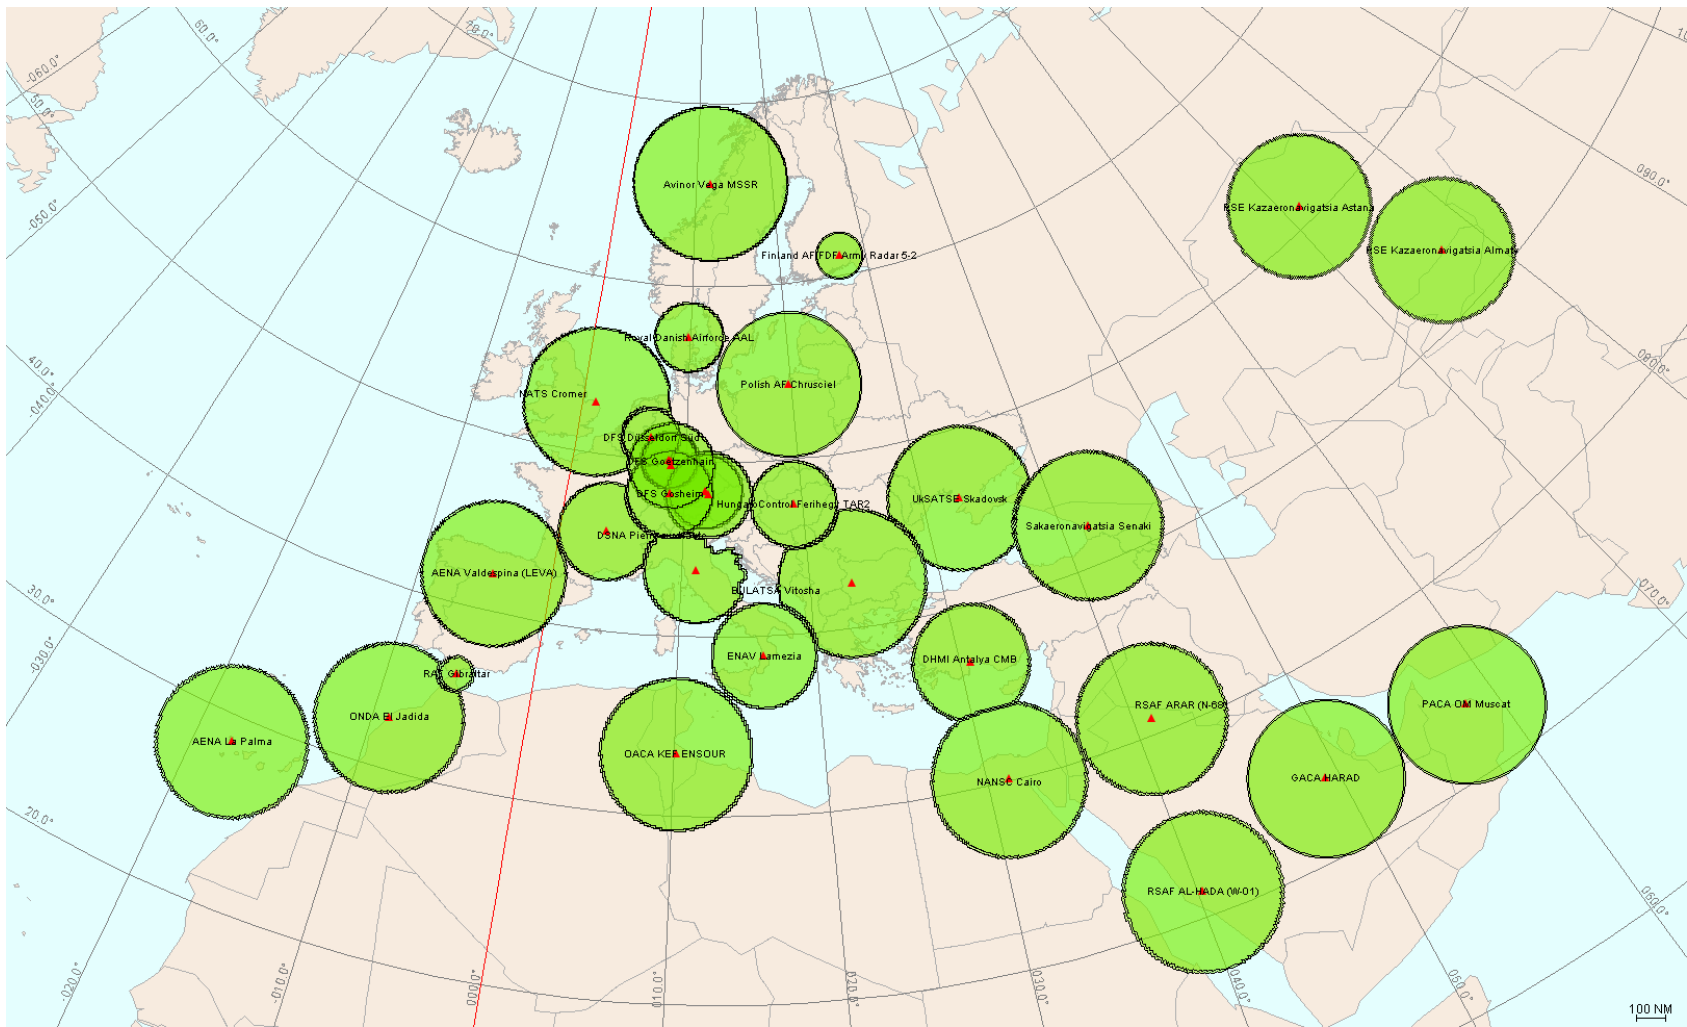 60.0°
70.0°
-060.0°
50.0°
-050.0°
090.0°
Avinor Vega MSSR
RSE Kazaeronavigatsia Astana
RSE Kazaeronavigatsia Almaty
Finland AF/FDF Army Radar 5-2
Royal Danish Airforce AAL
080.0°
40.0°
-040.0°
NATS Cromer
Polish AF Chrusciel
DFS Düsseldorf Süd
DFS Goetzenhain
DFS Gosheim
HungaroControl Ferihegy TAR2
UkSATSE Skadovsk
Sakaeronavigatsia Senaki
DSNA
AENA Valdespina (LEVA)
BULATSA Vitosha
30.0°
-030.0°
070.0°
ENAV Lamezia
DHMI Antalya CMB
RAF Gibraltar
ONDA El Jadida
RSAF ARAR (N-68)
PACA OM Muscat
AENA La Palma
OACA KEF ENSOUR
NANSC Cairo
GACA HARAD
20.0°
RSAF AL-HADA (W-01)
060.0°
-020.0°
-010.0°
000.0°
010.0°
020.0°
030.0°
040.0°
050.0°
100 NM